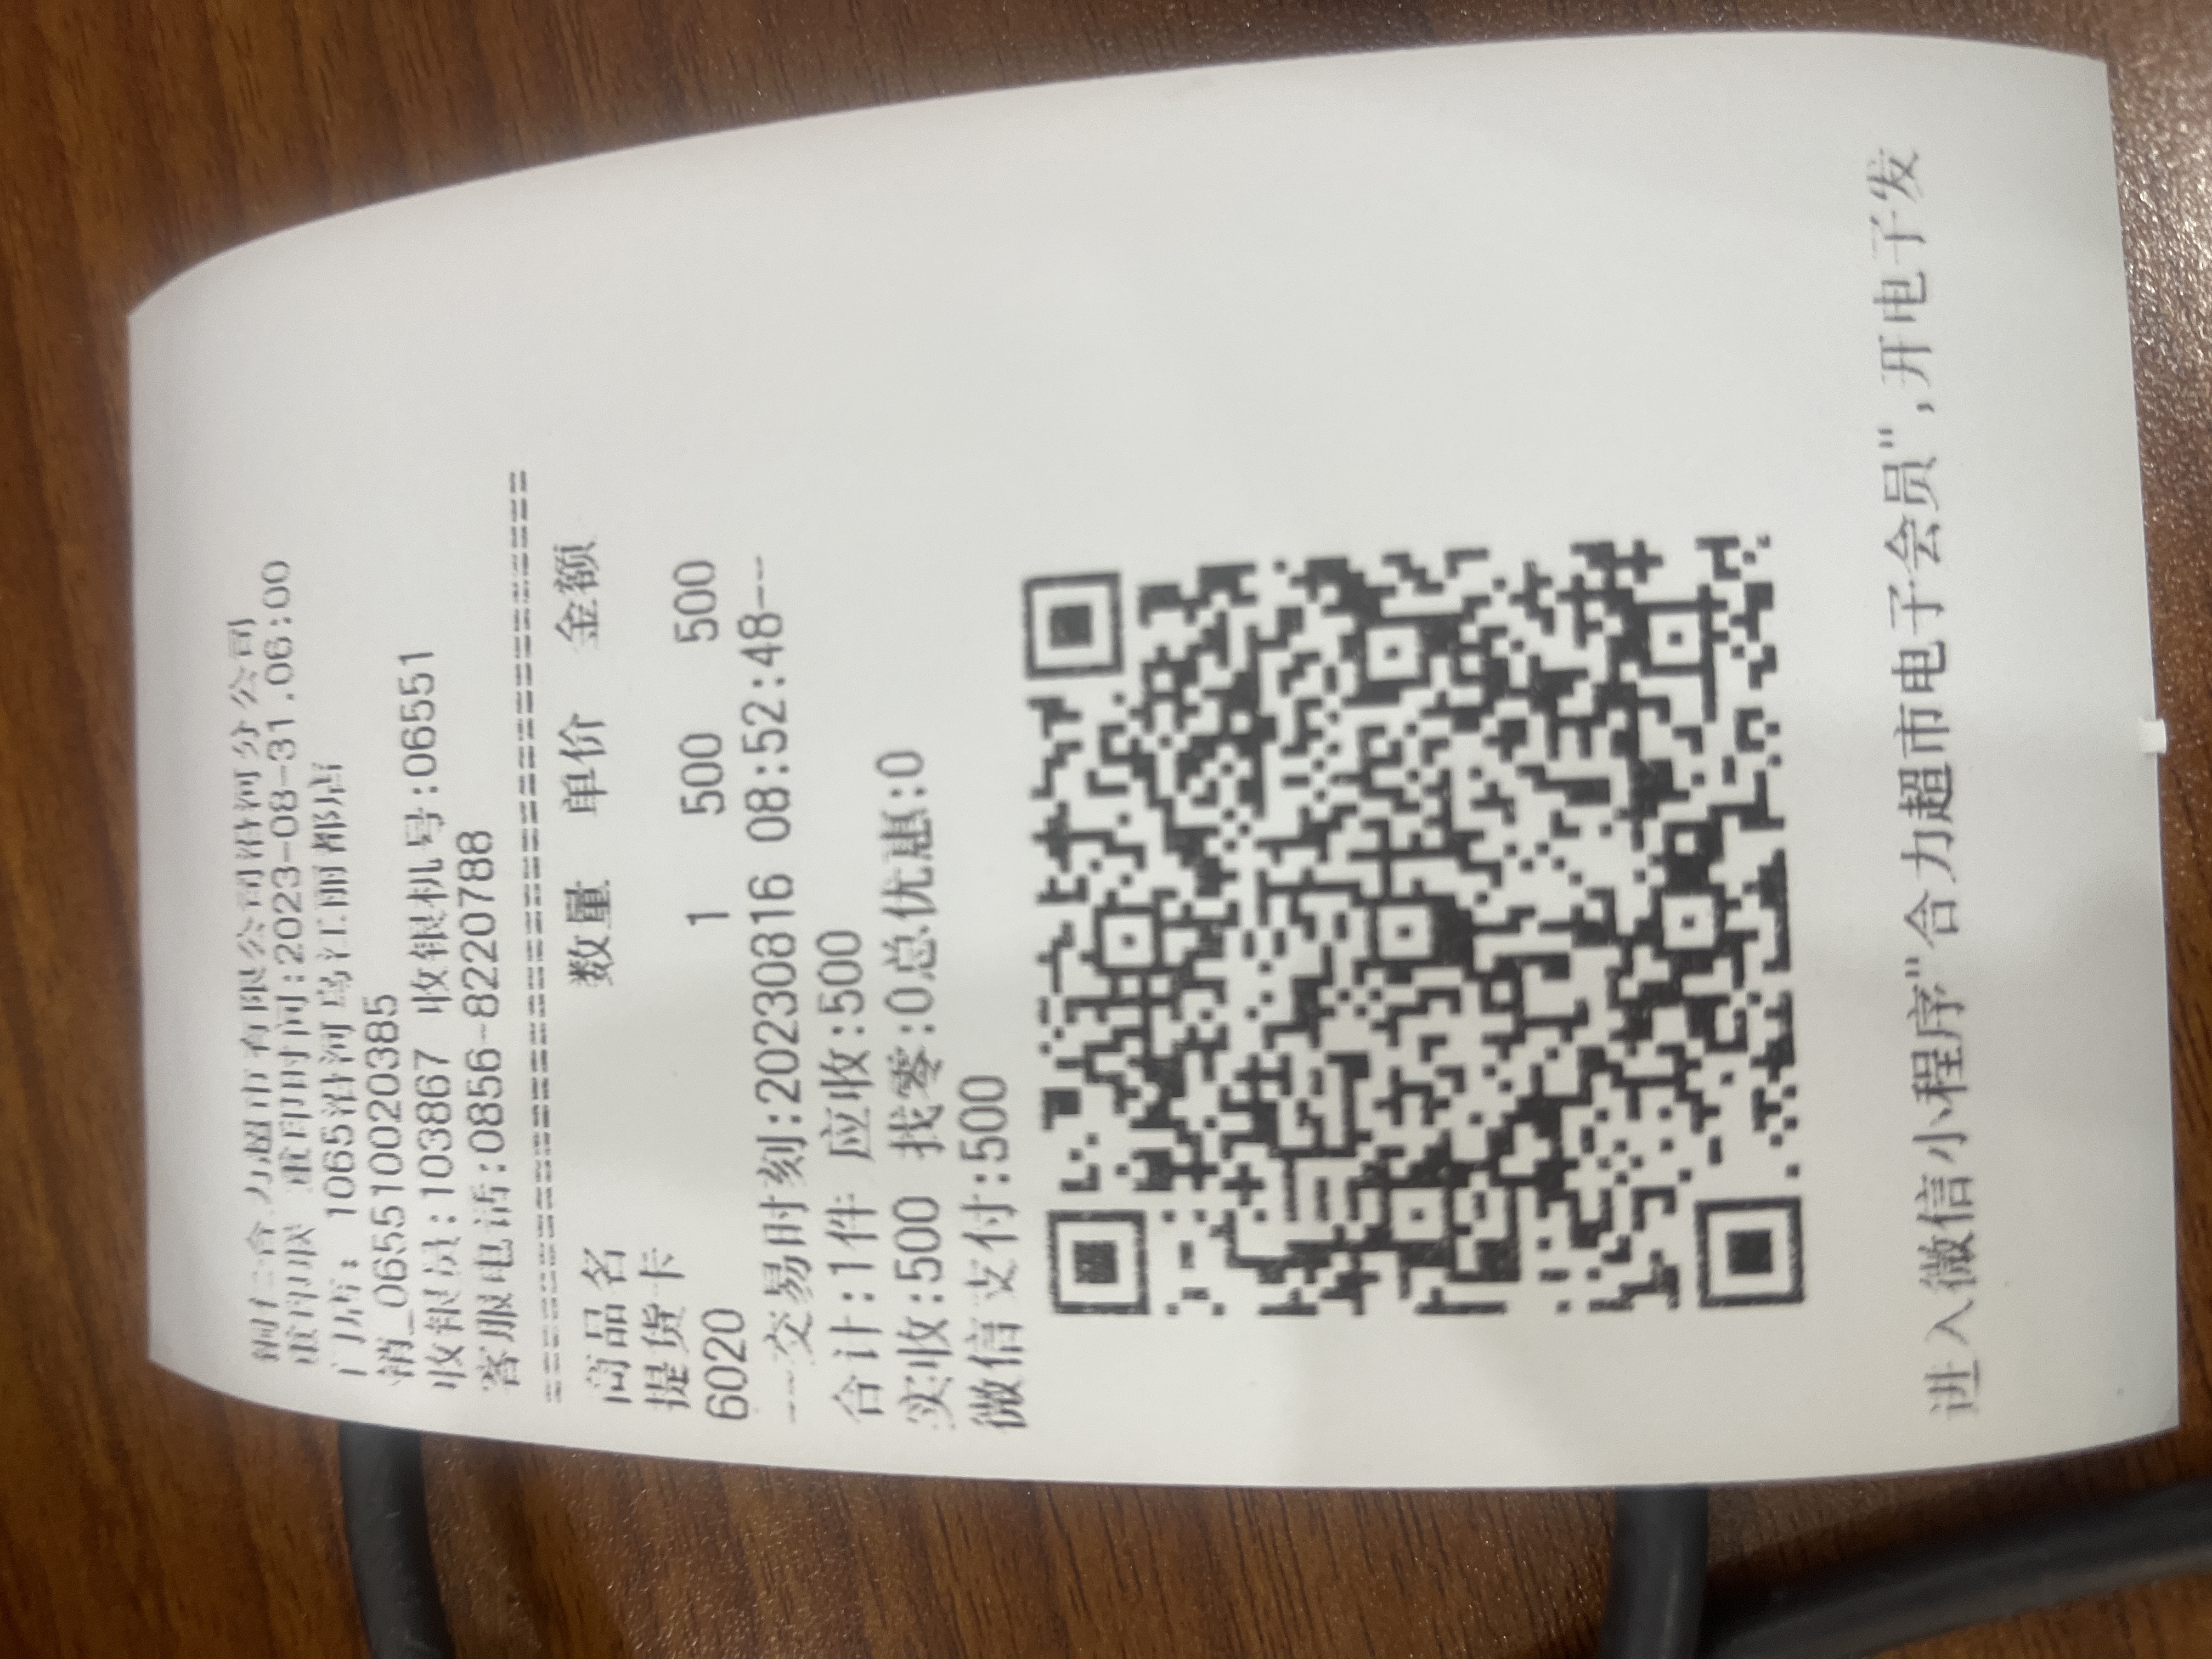 铜仁合力超市有限公司沿河分公司
重印联 重印时间:2023-08-31.06:00
门店: 1065沿河乌江丽都店
销_065510020385
收银员:103867 收银机号:06551
客服电话:0856-8220788
================================
商品名 数量 单价 金额
提货卡
6020 1 500 500
---交易时刻:20230816 08:52:48--
合计:1件 应收:500
实收:500 找零:0总优惠:0
微信支付:500
进入微信小程序"合力超市电子会员",开电子发